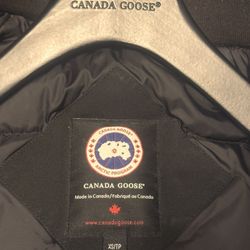 CANADA GOOSE®
CANADA GOOSE
ARCTIC PROGRAM
CANADA GOOSE®
Made in Canada/Fabriqué au Canada
www.canadagoose.com
XS/TP